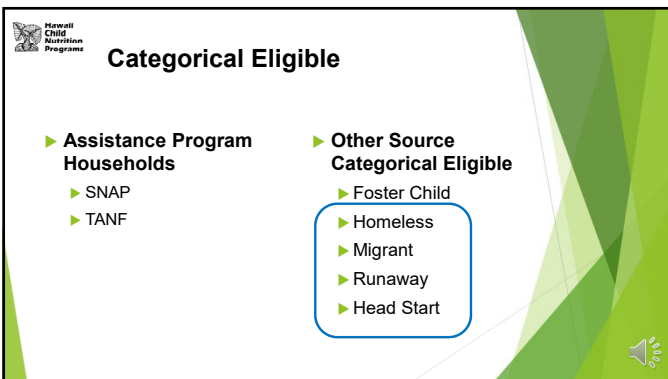 Hawaii
Child
Nutrition
Programs
Categorical Eligible
Assistance Program
Households
SNAP
TANF
Other Source
Categorical Eligible
Foster Child
Homeless
Migrant
Runaway
Head Start